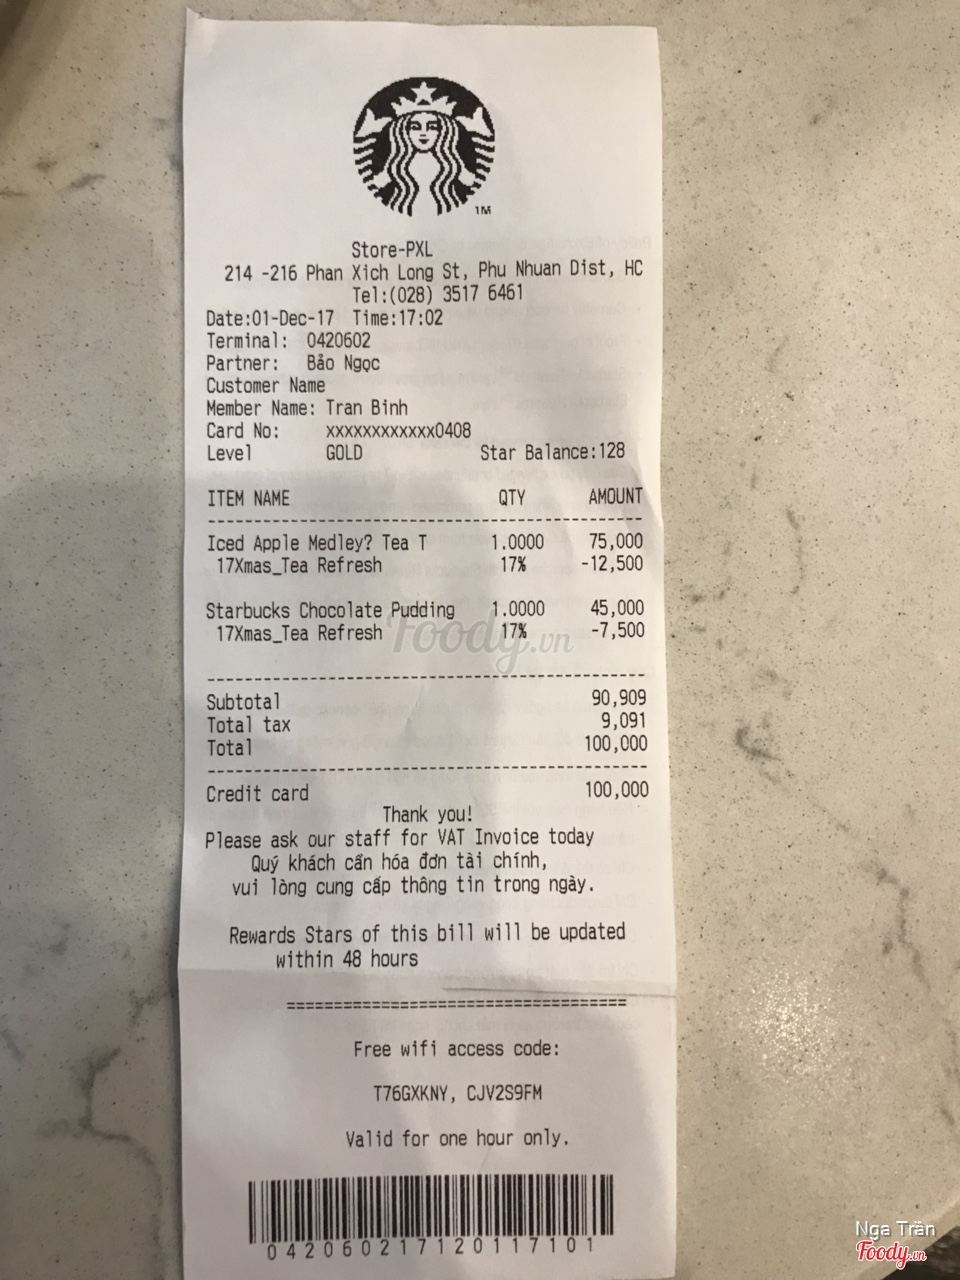 TM
Store-PXL
214 -216 Phan Xich Long St, Phu Nhuan Dist, HC
Tel:(028) 3517 6461
Date:01-Dec-17 Time:17:02
Terminal: 0420602
Partner: Bảo Ngọc
Customer Name
Member Name: Tran Binh
Card No: xxxxxxxxxxxx0408
Level GOLD Star Balance:128
ITEM NAME QTY AMOUNT
Iced Apple Medley? Tea T 1.0000 75,000
17Xmas_Tea Refresh 17% -12,500
Starbucks Chocolate Pudding 1.0000 45,000
17Xmas_Tea Refresh 17% -7,500
Foody.vn
Subtotal 90,909
Total tax 9,091
Total 100,000
Credit card 100,000
Thank you!
Please ask our staff for VAT Invoice today
Quý khách cần hóa đơn tài chính,
vui lòng cung cấp thông tin trong ngày.
Rewards Stars of this bill will be updated
within 48 hours
====================================
Free wifi access code:
T76GXKNY, CJV2S9FM
Valid for one hour only.
042060217120117101
Nga Trần
Foody.vn